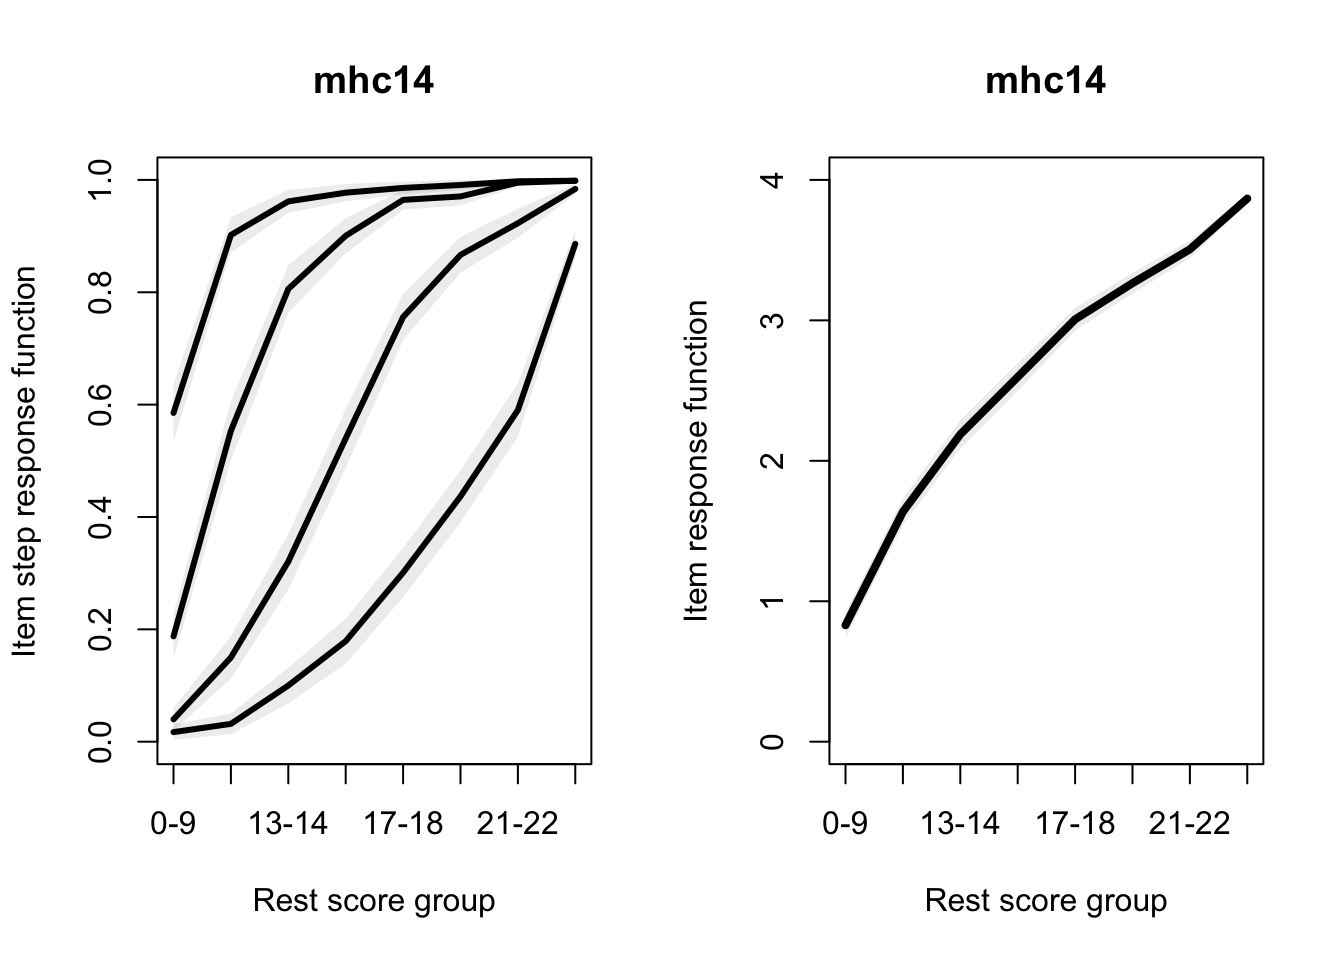 mhc14
Item step response function
1.0
0.8
0.6
0.4
0.2
0.0
0-9 13-14 17-18 21-22
Rest score group
mhc14
Item response function
4
3
2
1
0
0-9 13-14 17-18 21-22
Rest score group